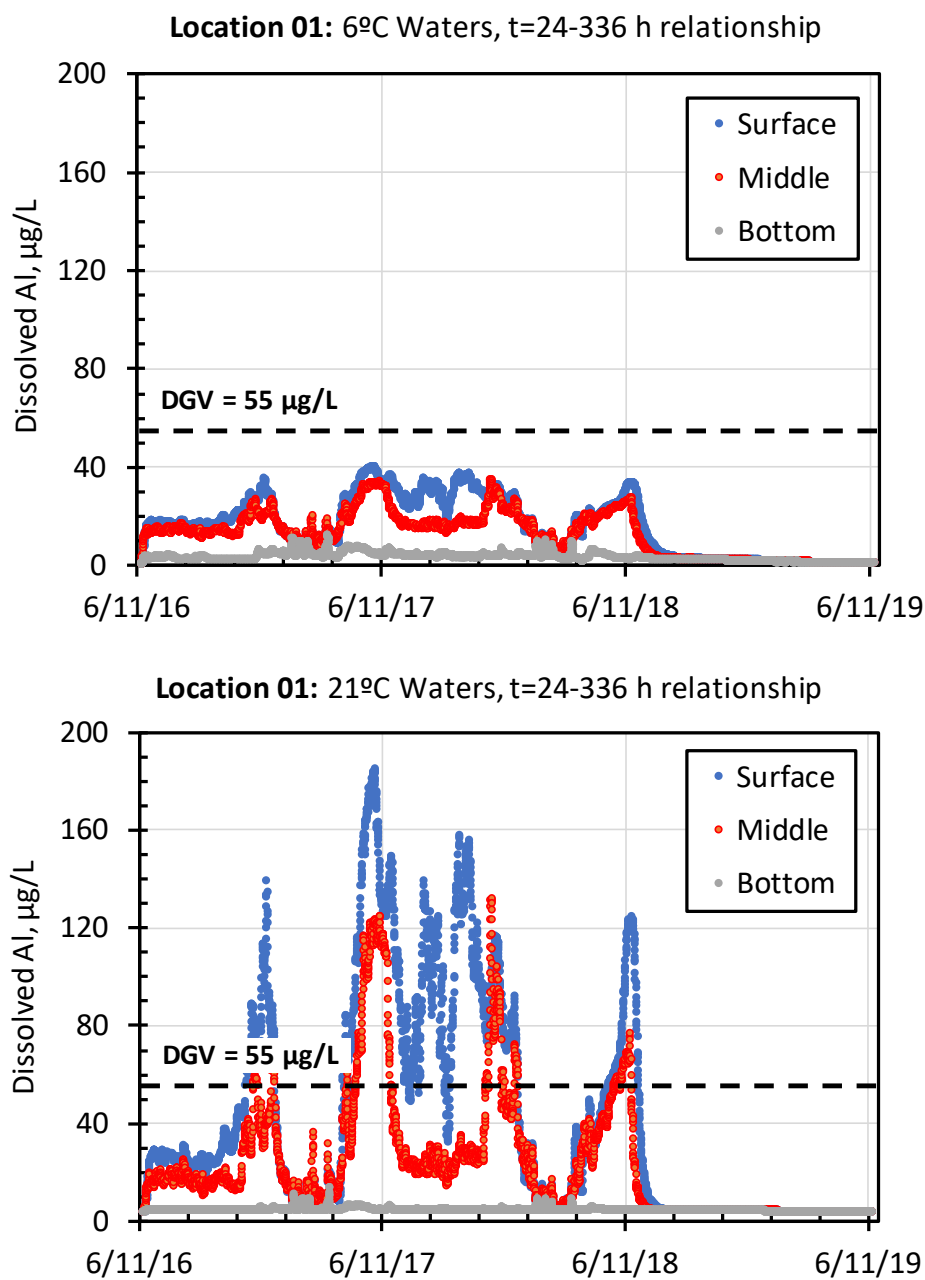 Location 01: 6ºC Waters, t=24-336 h relationship
200
160
120
80
40
0
Dissolved Al, µg/L
Surface
Middle
Bottom
DGV = 55 µg/L
6/11/16
6/11/17
6/11/18
6/11/19
Location 01: 21ºC Waters, t=24-336 h relationship
200
160
120
80
40
0
Dissolved Al, µg/L
Surface
Middle
Bottom
DGV = 55 µg/L
6/11/16
6/11/17
6/11/18
6/11/19